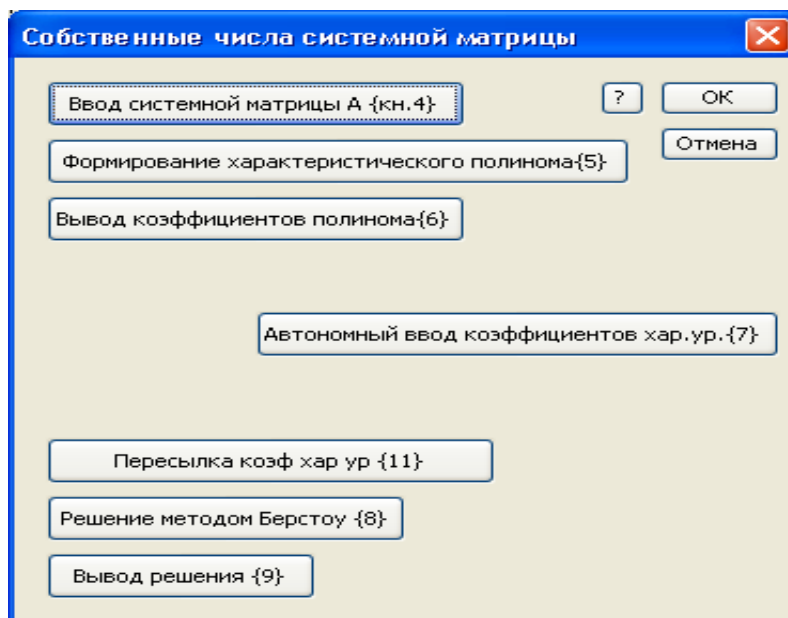 Собственные числа системной матрицы
Ввод системной матрицы А {кн.4}
?
ОК
Формирование характеристического полинома{5}
Отмена
Вывод коэффициентов полинома{6}
Автономный ввод коэффициентов хар.ур.{7}
Пересылка коэф хар ур {11}
Решение методом Берстоу {8}
Вывод решения {9}